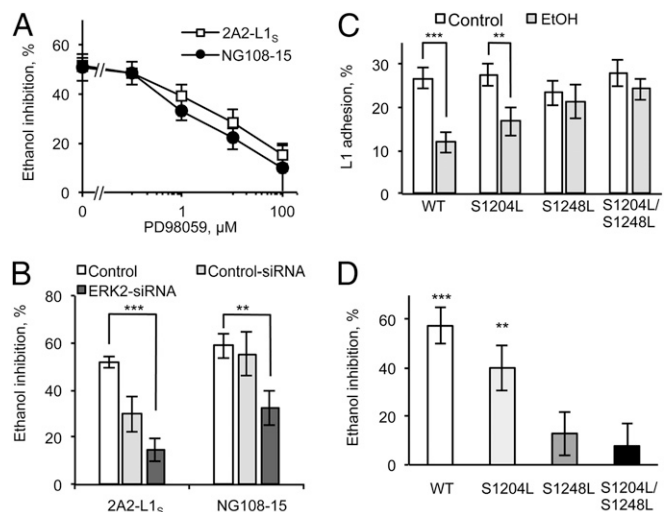 A
2A2-L1S
NG108-15
Ethanol inhibition, %
60
40
20
0
0
1
100
PD98059, µM
B
Control
Control-siRNA
ERK2-siRNA
Ethanol inhibition, %
80
60
40
20
0
***
**
2A2-L1S
NG108-15
C
Control
EtOH
L1 adhesion, %
30
20
10
0
***
**
WT
S1204L
S1248L
S1204L/
S1248L
D
Ethanol inhibition, %
60
40
20
0
***
**
WT
S1204L
S1248L
S1204L/
S1248L